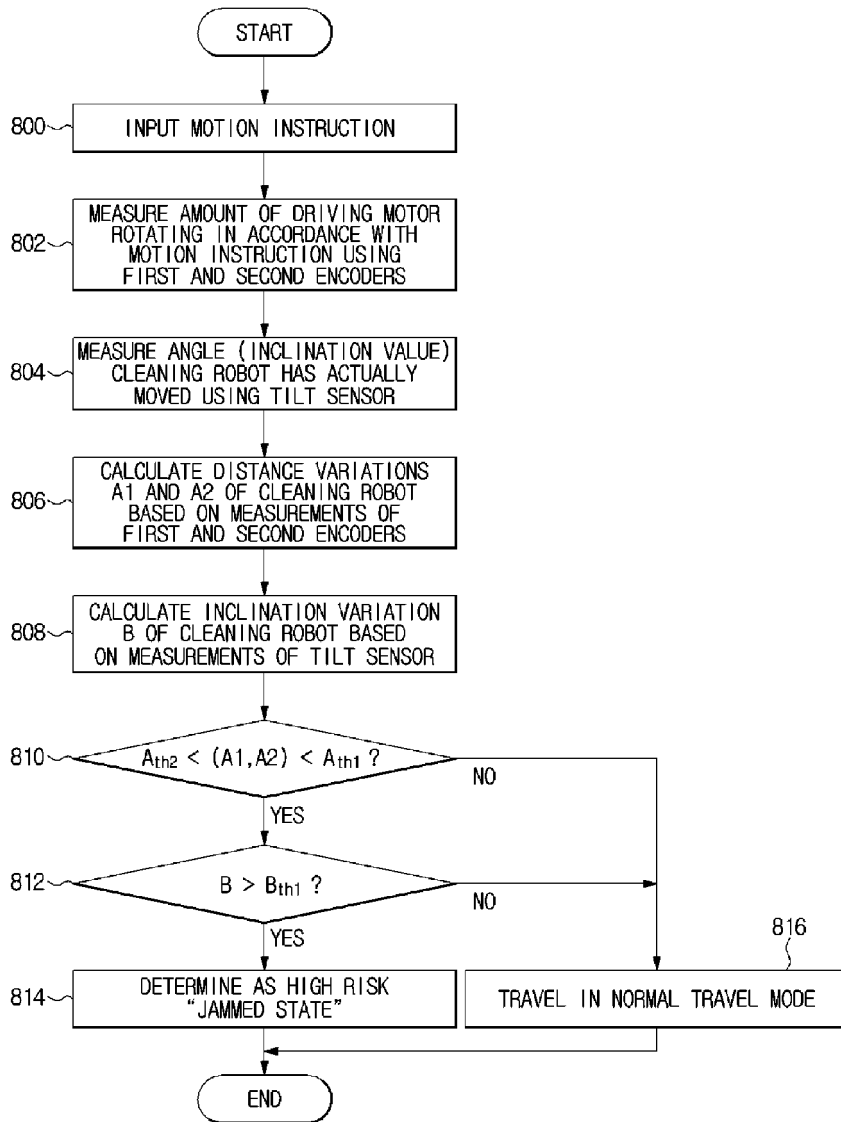 START
800
INPUT MOTION INSTRUCTION
802
MEASURE AMOUNT OF DRIVING MOTOR
ROTATING IN ACCORDANCE WITH
MOTION INSTRUCTION USING
FIRST AND SECOND ENCODERS
804
MEASURE ANGLE (INCLINATION VALUE)
CLEANING ROBOT HAS ACTUALLY
MOVED USING TILT SENSOR
806
CALCULATE DISTANCE VARIATIONS
A1 AND A2 OF CLEANING ROBOT
BASED ON MEASUREMENTS OF
FIRST AND SECOND ENCODERS
808
CALCULATE INCLINATION VARIATION
B OF CLEANING ROBOT BASED
ON MEASUREMENTS OF TILT SENSOR
810
Ath2 < (A1,A2) < Ath1 ?
NO
YES
812
B > Bth1 ?
NO
YES
816
814
DETERMINE AS HIGH RISK
"JAMMED STATE"
TRAVEL IN NORMAL TRAVEL MODE
END